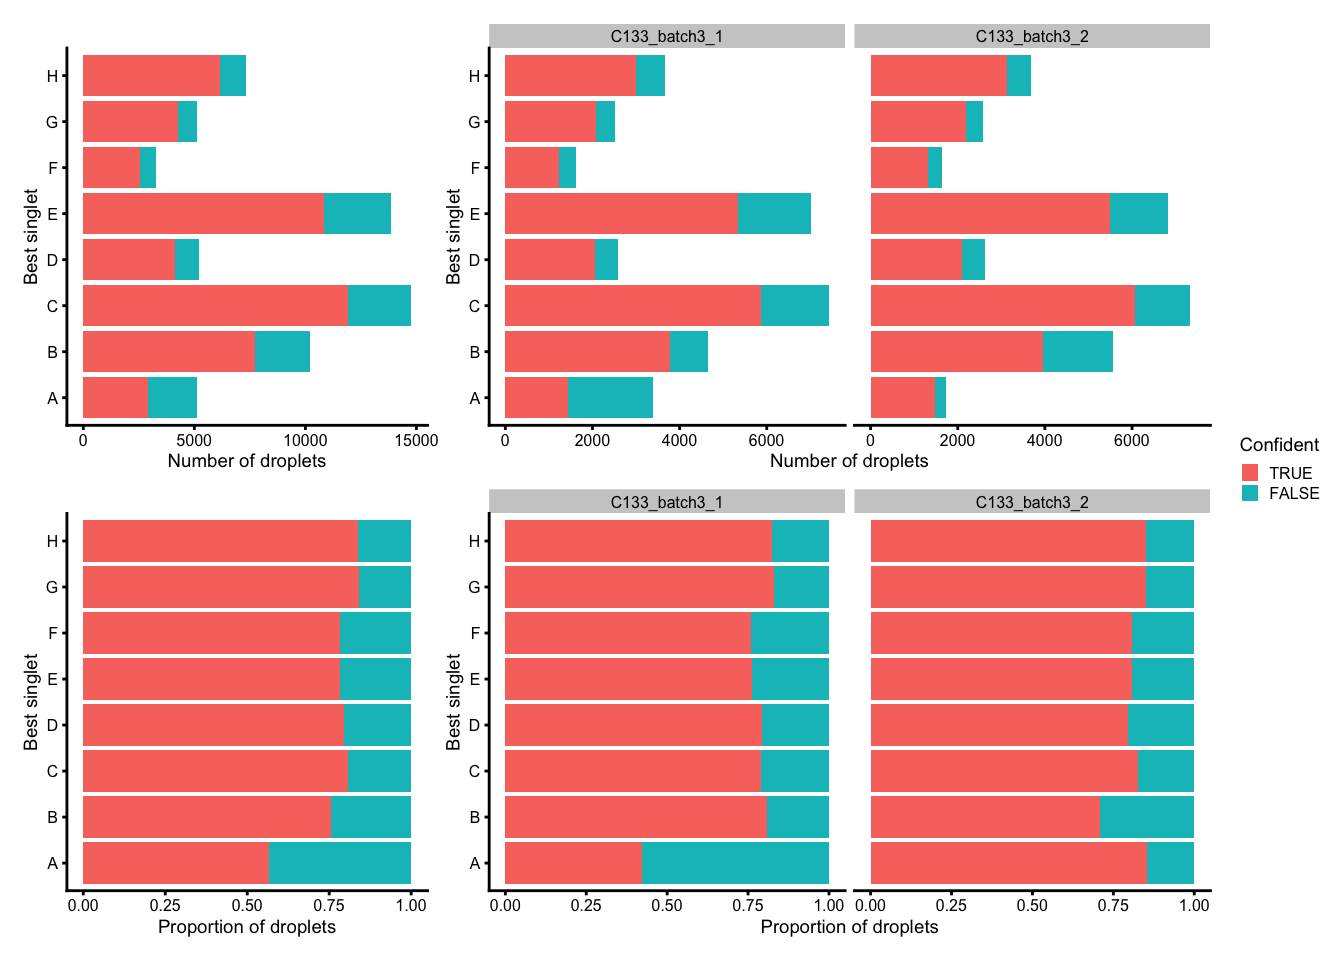 C133_batch3_1
C133_batch3_2
H
G
F
E
D
C
B
A
Best singlet
0
5000
10000
15000
Number of droplets
H
G
F
E
D
C
B
A
Best singlet
0
2000
4000
6000
0
2000
4000
6000
Number of droplets
Confident
TRUE
FALSE
H
G
F
E
D
C
B
A
Best singlet
0.00
0.25
0.50
0.75
1.00
Proportion of droplets
C133_batch3_1
C133_batch3_2
H
G
F
E
D
C
B
A
Best singlet
0.00
0.25
0.50
0.75
1.00
0.00
0.25
0.50
0.75
1.00
Proportion of droplets